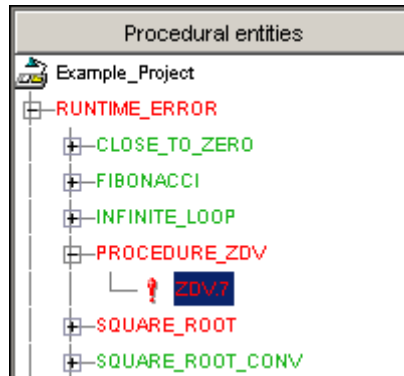 Procedural entities
Example_Project
RUNTIME_ERROR
CLOSE_TO_ZERO
FIBONACCI
INFINITE_LOOP
PROCEDURE_ZDV
! ZDV.7
SQUARE_ROOT
SQUARE_ROOT_CONV